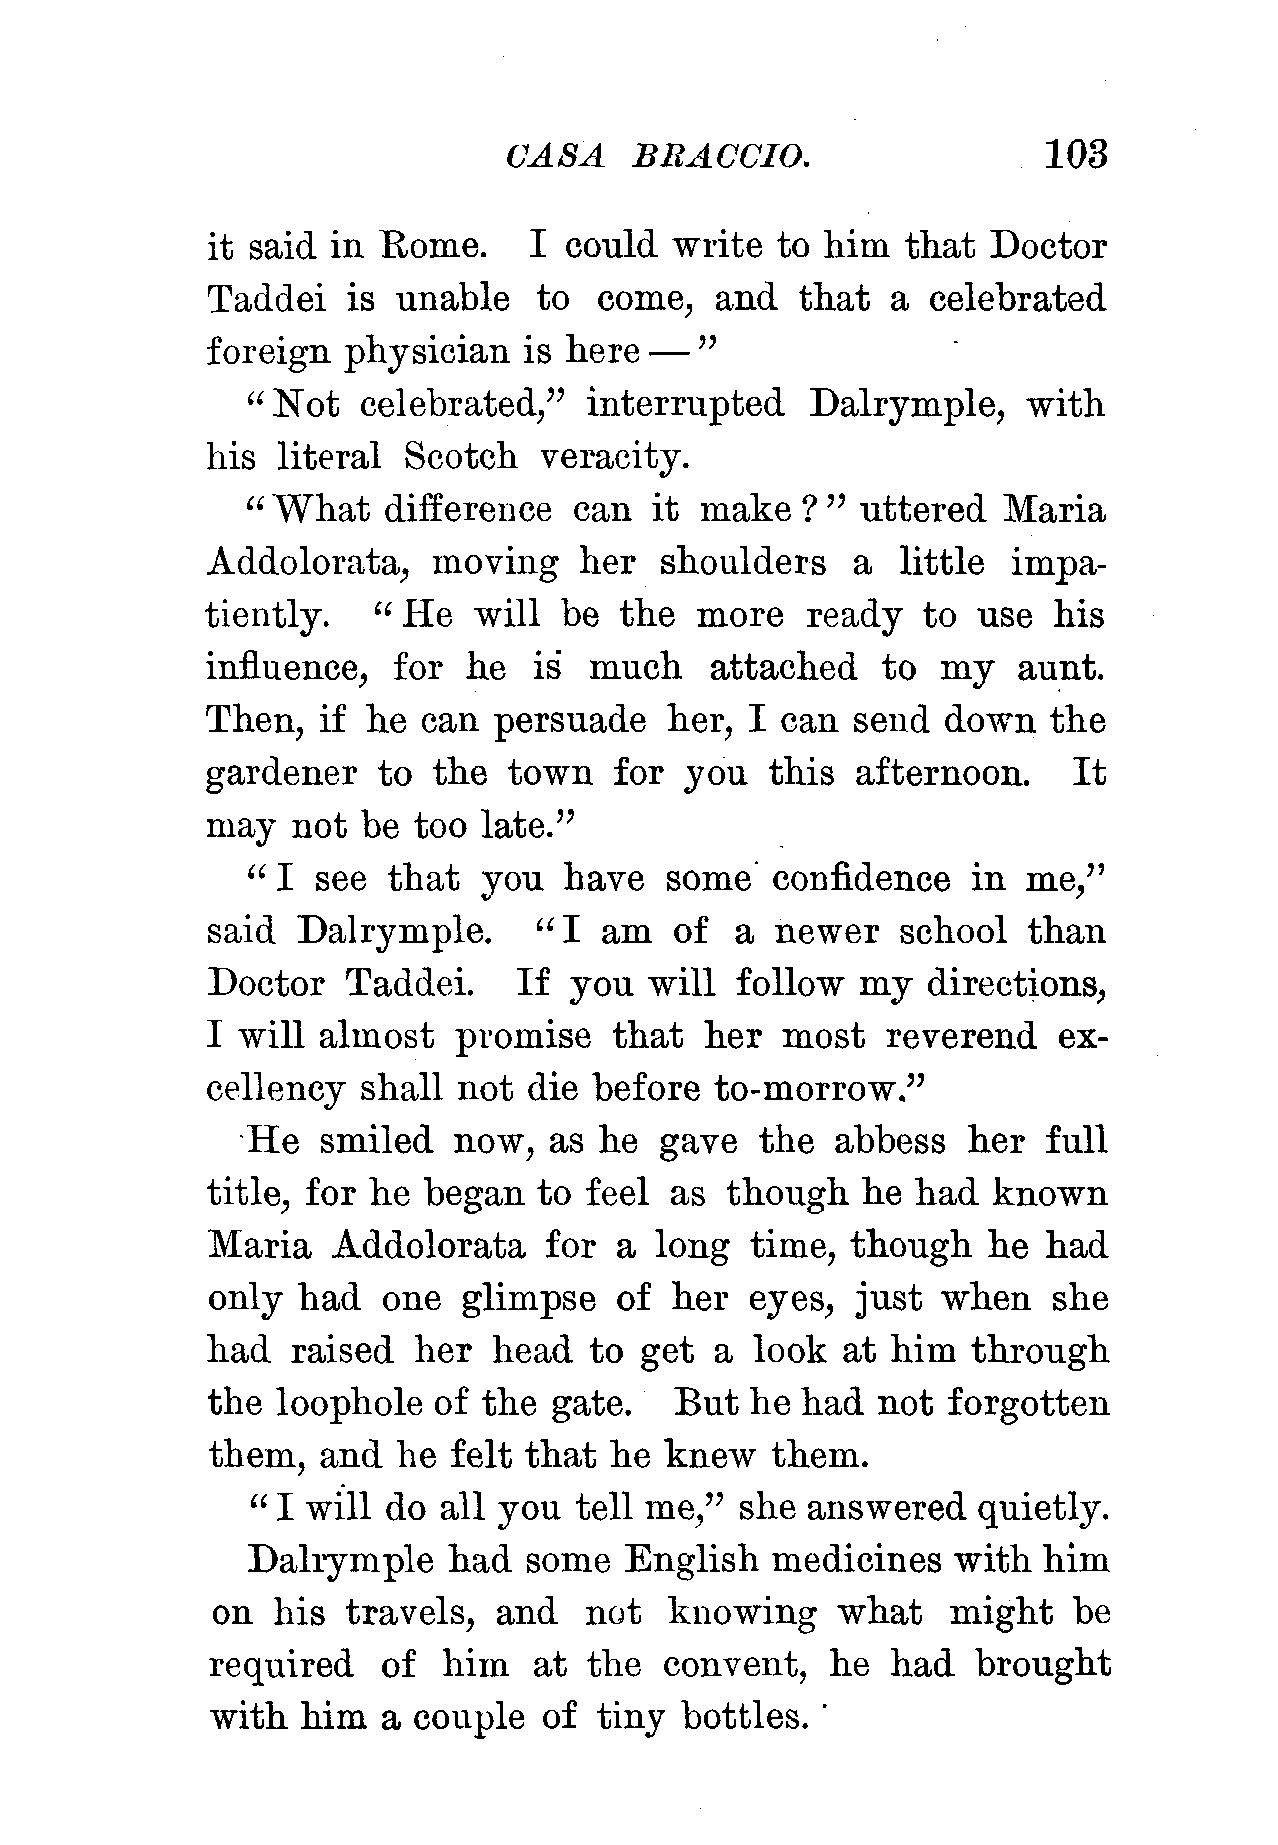 CASA BRACCIO. 103
it said in Rome. I could write to him that Doctor
Taddei is unable to come, and that a celebrated
foreign physician is here — ”
“ Not celebrated,” interrupted Dalrymple, with
his literal Scotch veracity.
“ What difference can it make ? ” uttered Maria
Addolorata, moving her shoulders a little impa-
tiently. “ He will be the more ready to use his
influence, for he is much attached to my aunt.
Then, if he can persuade her, I can send down the
gardener to the town for you this afternoon. It
may not be too late.”
“ I see that you have some confidence in me,”
said Dalrymple. “ I am of a newer school than
Doctor Taddei. If you will follow my directions,
I will almost promise that her most reverend ex-
cellency shall not die before to-morrow.”
He smiled now, as he gave the abbess her full
title, for he began to feel as though he had known
Maria Addolorata for a long time, though he had
only had one glimpse of her eyes, just when she
had raised her head to get a look at him through
the loophole of the gate. But he had not forgotten
them, and he felt that he knew them.
“ I will do all you tell me,” she answered quietly.
Dalrymple had some English medicines with him
on his travels, and not knowing what might be
required of him at the convent, he had brought
with him a couple of tiny bottles.